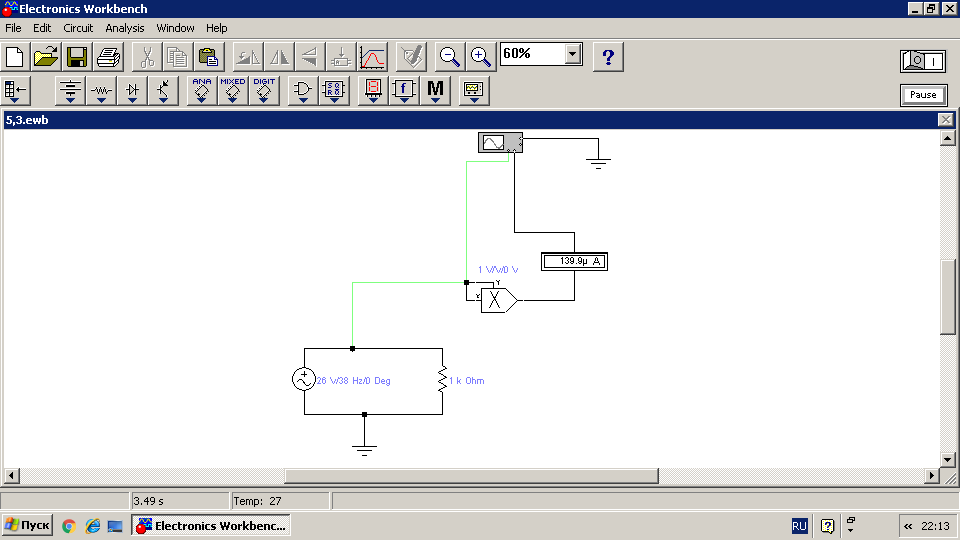 Electronics Workbench
File Edit Circuit Analysis Window Help
60%
?
ANA MIXED DIGIT
f M
Pause
5,3.ewb
139.9µ A
1 V/V/0 V
Y
X
X
26 V/38 Hz/0 Deg
1 k Ohm
3.49 s Temp: 27
Пуск Electronics Workbenc... RU ? « 22:13